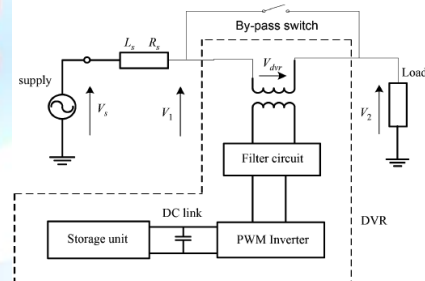 By-pass switch
Ls Rs
Vdvr
Load
supply
Vs
V1
V2
Filter circuit
DC link
DVR
Storage unit
PWM Inverter